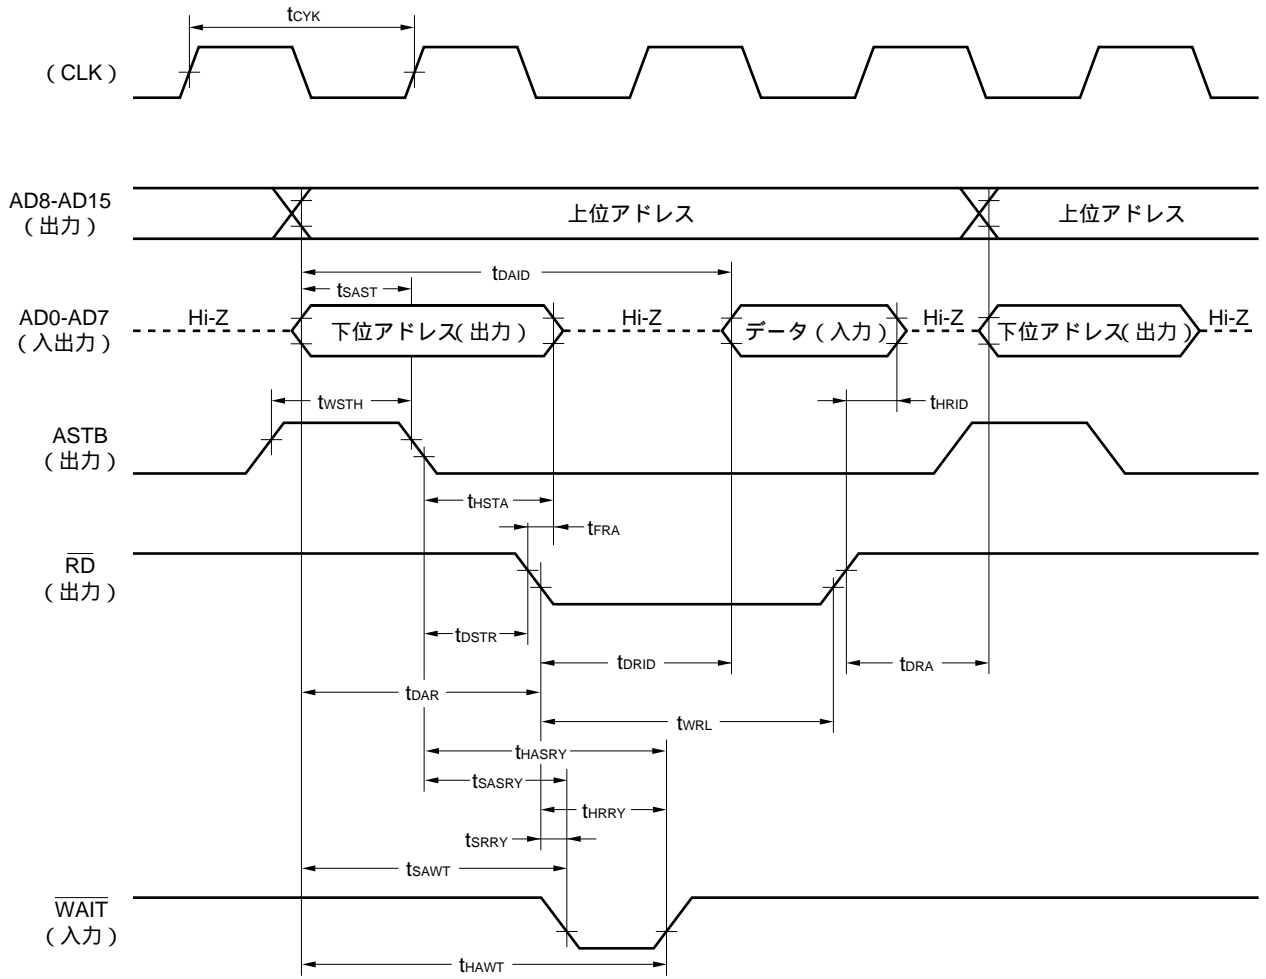 tCYK
（CLK）
AD8-AD15
（出力）
上位アドレス
上位アドレス
tDAID
tSAST
AD0-AD7
（入出力）
Hi-Z
下位アドレス（出力）
Hi-Z
データ（入力）
Hi-Z
下位アドレス（出力）
Hi-Z
tWSTH
tHRID
ASTB
（出力）
tHSTA
tFRA
RD
（出力）
tDSTR
tDRID
tDRA
tDAR
tWRL
tHASRY
tSASRY
tHRRY
tSRRY
tSAWT
WAIT
（入力）
tHAWT